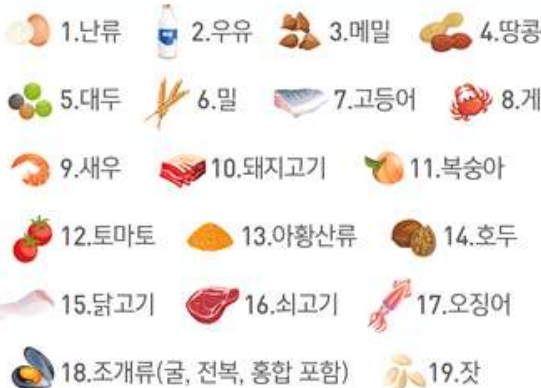 1.난류 2.우유 3.메밀 4.땅콩
5.대두 6.밀 7.고등어 8.게
9.새우 10.돼지고기 11.복숭아
12.토마토 13.아황산류 14.호두
15.닭고기 16.쇠고기 17.오징어
18.조개류(굴, 전복, 홍합 포함) 19.잣